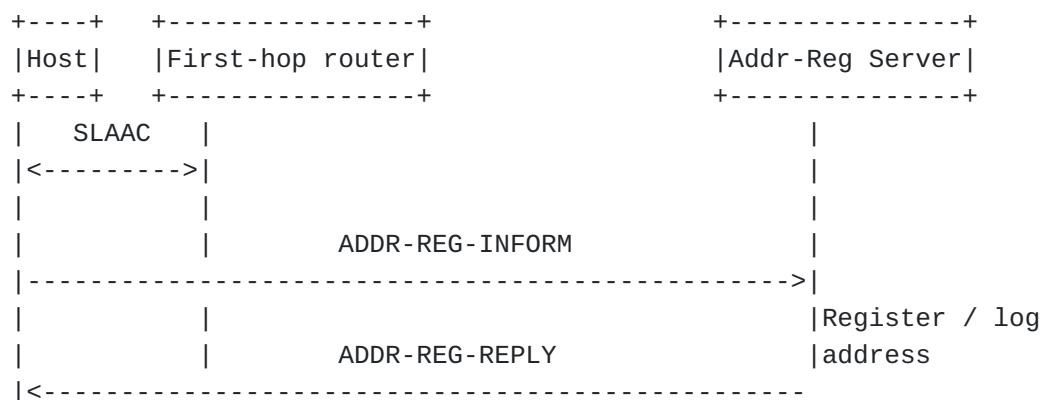 +----+   +----------------+                  +---------------+
|Host|   |First-hop router|                  |Addr-Reg Server|
+----+   +----------------+                  +---------------+
|   SLAAC   |                                      |
|<--------->|                                      |
|           |                                      |
|           |        ADDR-REG-INFORM               |
|------------------------------------------------->|
|           |                                      |Register / log
|           |        ADDR-REG-REPLY                |address
|<-------------------------------------------------